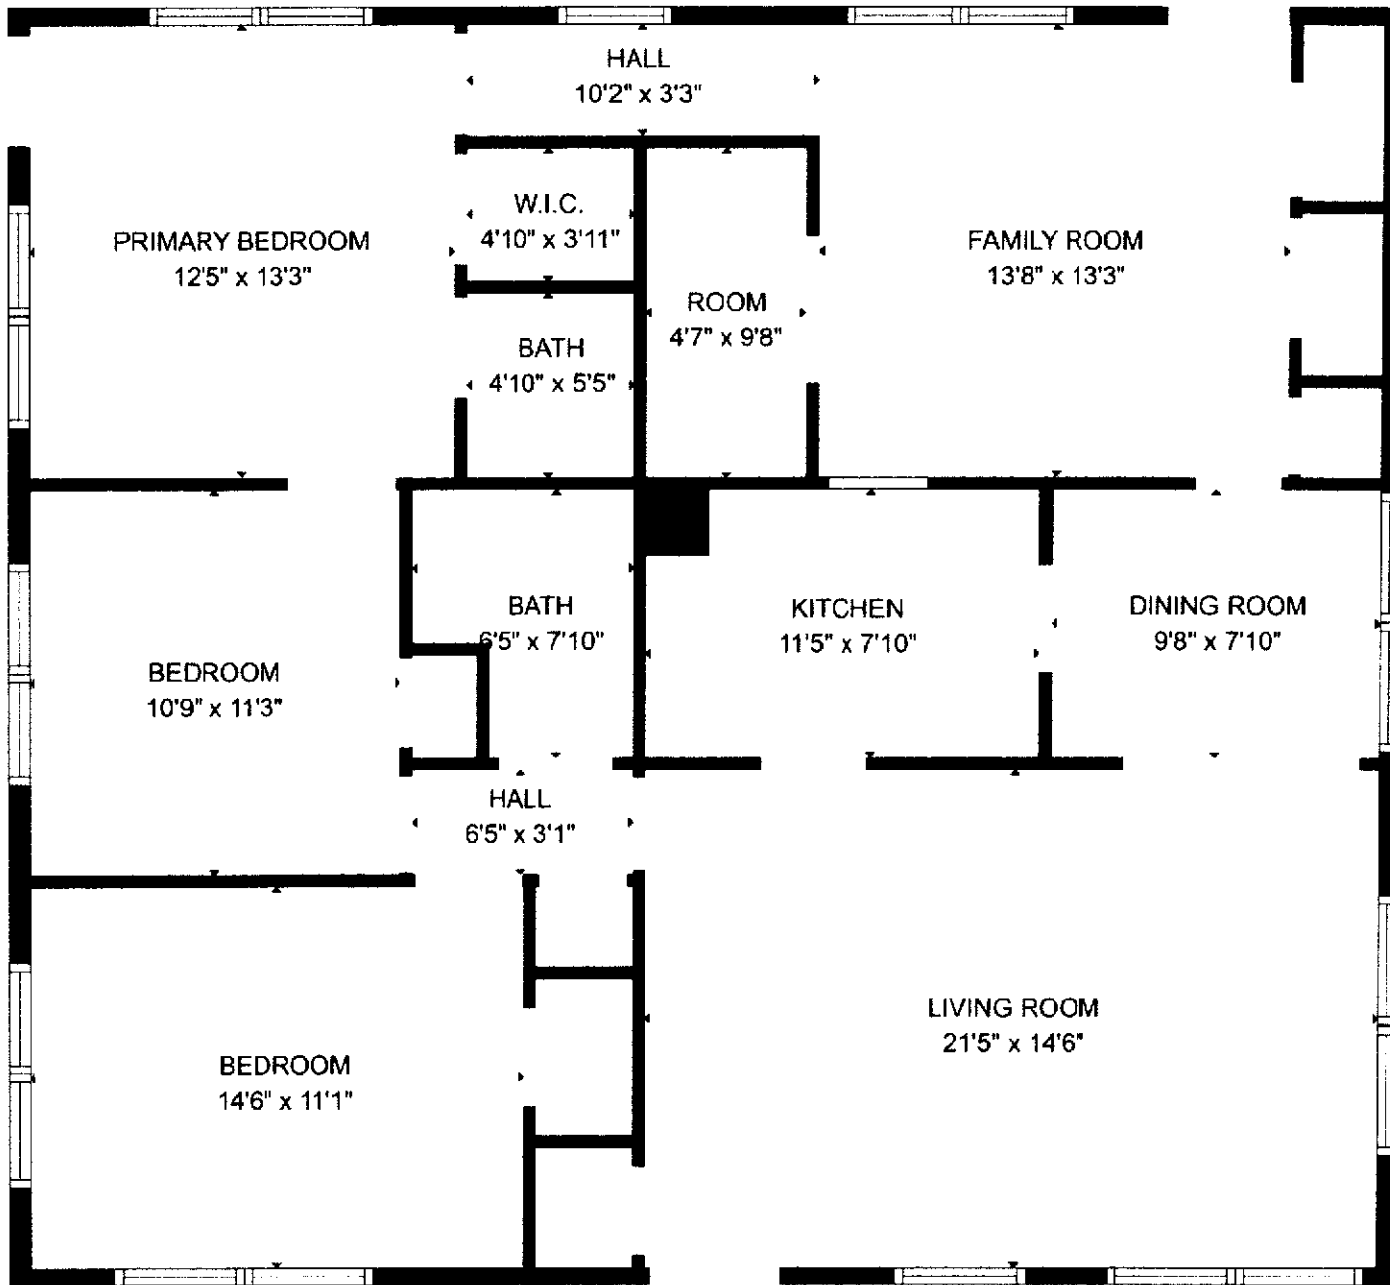 HALL
10'2" x 3'3"
W.I.C.
4'10" x 3'11"
PRIMARY BEDROOM
12'5" x 13'3"
FAMILY ROOM
13'8" x 13'3"
ROOM
4'7" x 9'8"
BATH
4'10" x 5'5"
BATH
6'5" x 7'10"
KITCHEN
11'5" x 7'10"
DINING ROOM
9'8" x 7'10"
BEDROOM
10'9" x 11'3"
HALL
6'5" x 3'1"
LIVING ROOM
21'5" x 14'6"
BEDROOM
14'6" x 11'1"